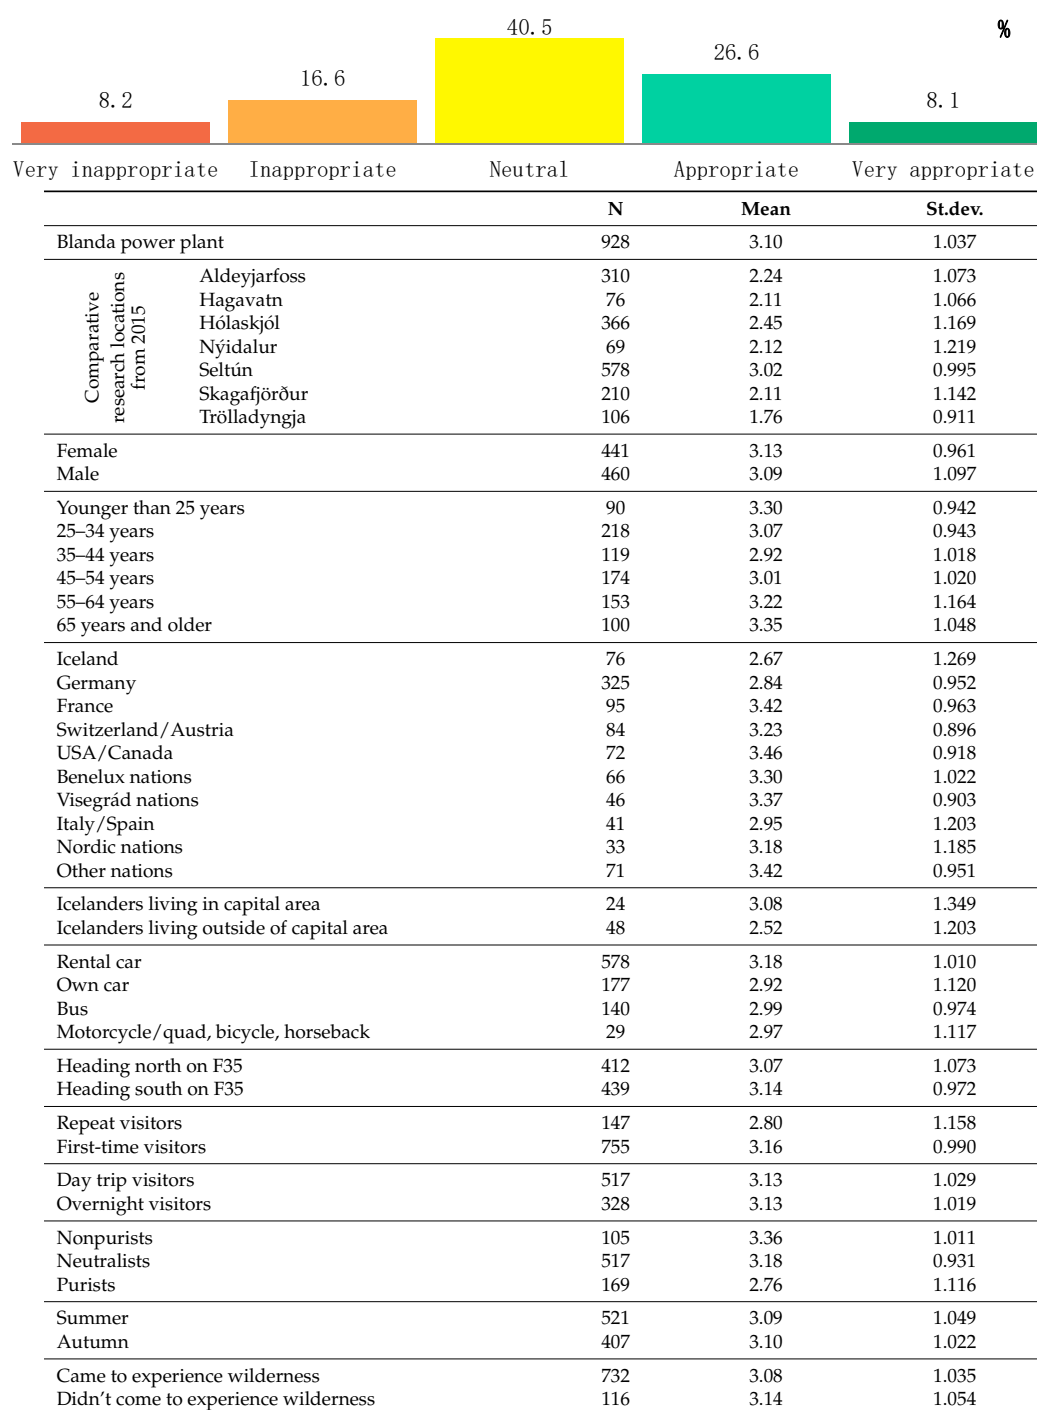 40.5 %
26.6
16.6
8.2 8.1
Very inappropriate Inappropriate Neutral Appropriate Very appropriate
N Mean St.dev.
Blanda power plant 928 3.10 1.037
Comparative
research locations
from 2015
Aldeyjarfoss 310 2.24 1.073
Hagavatn 76 2.11 1.066
Hólaskjól 366 2.45 1.169
Nýidalur 69 2.12 1.219
Seltún 578 3.02 0.995
Skagafjörður 210 2.11 1.142
Trölladyngja 106 1.76 0.911
Female 441 3.13 0.961
Male 460 3.09 1.097
Younger than 25 years 90 3.30 0.942
25–34 years 218 3.07 0.943
35–44 years 119 2.92 1.018
45–54 years 174 3.01 1.020
55–64 years 153 3.22 1.164
65 years and older 100 3.35 1.048
Iceland 76 2.67 1.269
Germany 325 2.84 0.952
France 95 3.42 0.963
Switzerland/Austria 84 3.23 0.896
USA/Canada 72 3.46 0.918
Benelux nations 66 3.30 1.022
Visegrád nations 46 3.37 0.903
Italy/Spain 41 2.95 1.203
Nordic nations 33 3.18 1.185
Other nations 71 3.42 0.951
Icelanders living in capital area 24 3.08 1.349
Icelanders living outside of capital area 48 2.52 1.203
Rental car 578 3.18 1.010
Own car 177 2.92 1.120
Bus 140 2.99 0.974
Motorcycle/quad, bicycle, horseback 29 2.97 1.117
Heading north on F35 412 3.07 1.073
Heading south on F35 439 3.14 0.972
Repeat visitors 147 2.80 1.158
First-time visitors 755 3.16 0.990
Day trip visitors 517 3.13 1.029
Overnight visitors 328 3.13 1.019
Nonpurists 105 3.36 1.011
Neutralists 517 3.18 0.931
Purists 169 2.76 1.116
Summer 521 3.09 1.049
Autumn 407 3.10 1.022
Came to experience wilderness 732 3.08 1.035
Didn't come to experience wilderness 116 3.14 1.054